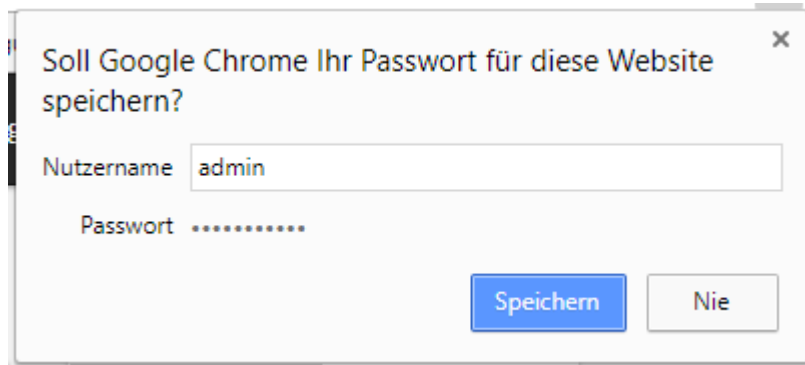 Soll Google Chrome Ihr Passwort für diese Website
speichern?
Nutzername admin
Passwort •••••••••••
Speichern Nie